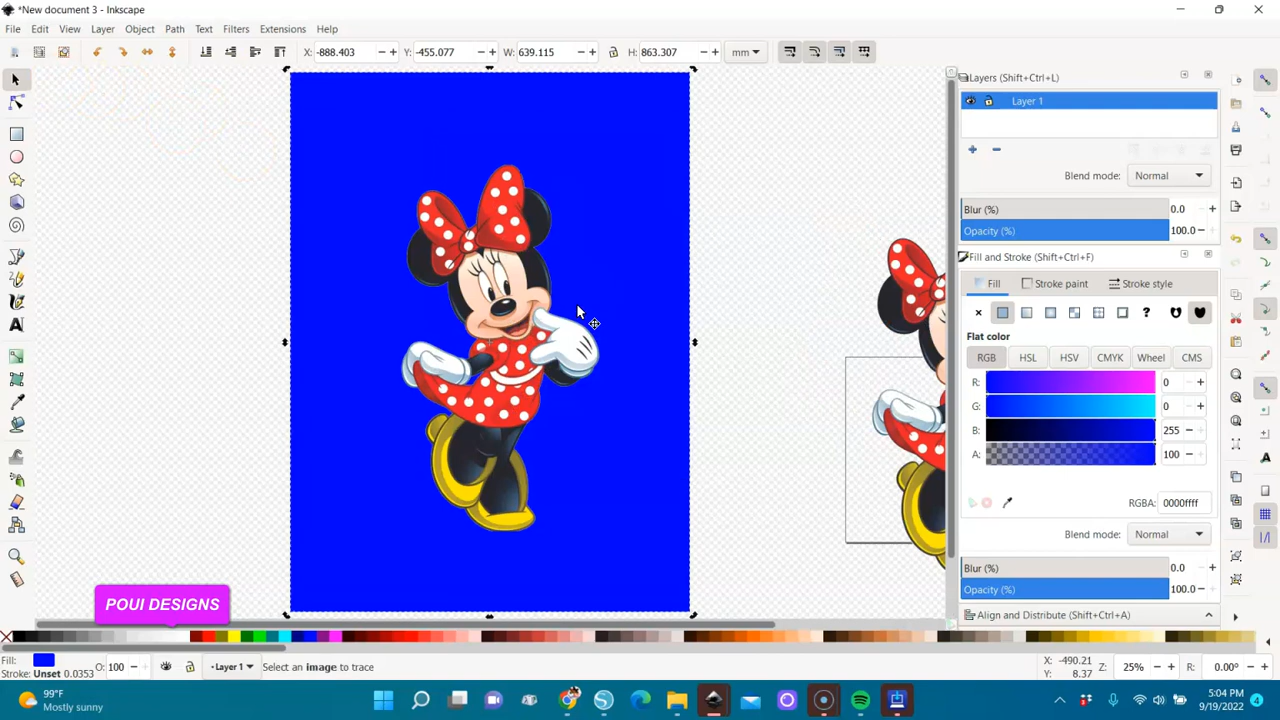 *New document 3 - Inkscape
File Edit View Layer Object Path Text Filters Extensions Help
X: -888.403 Y: -455.077 W: 639.115 H: 863.307 mm
Layers (Shift+Ctrl+L)
Layer 1
Blend mode: Normal
Blur (%) 0.0
Opacity (%) 100.0
Fill and Stroke (Shift+Ctrl+F)
Fill Stroke paint Stroke style
Flat color
RGB HSL HSV CMYK Wheel CMS
R: 0
G: 0
B: 255
A: 100
RGBA: 0000ffff
Blend mode: Normal
Blur (%) 0.0
Opacity (%) 100.0
Align and Distribute (Shift+Ctrl+A)
POUI DESIGNS
Fill: O: 100 Layer 1 Select an image to trace X: -490.21 Z: 25% R: 0.00°
Stroke: Unset 0.0353 Y: 8.37
99°F
Mostly sunny
5:04 PM
9/19/2022
4